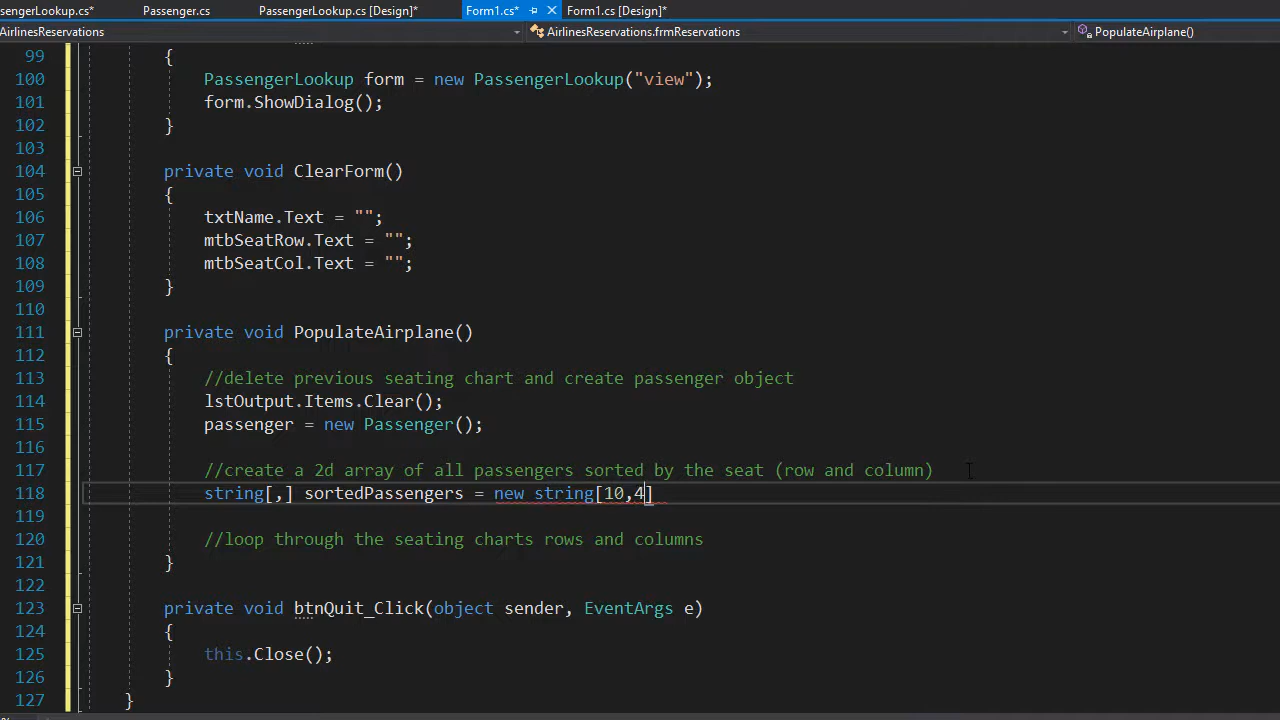 ssengerLookup.cs* Passenger.cs PassengerLookup.cs [Design]* Form1.cs* Form1.cs [Design]*
AirlinesReservations AirlinesReservations.frmReservations PopulateAirplane()
99 {
100 PassengerLookup form = new PassengerLookup("view");
101 form.ShowDialog();
102 }
103
104 private void ClearForm()
105 {
106 txtName.Text = "";
107 mtbSeatRow.Text = "";
108 mtbSeatCol.Text = "";
109 }
110
111 private void PopulateAirplane()
112 {
113 //delete previous seating chart and create passenger object
114 lstOutput.Items.Clear();
115 passenger = new Passenger();
116
117 //create a 2d array of all passengers sorted by the seat (row and column)
118 string[,] sortedPassengers = new string[10,4]
119
120 //loop through the seating charts rows and columns
121 }
122
123 private void btnQuit_Click(object sender, EventArgs e)
124 {
125 this.Close();
126 }
127 }
%